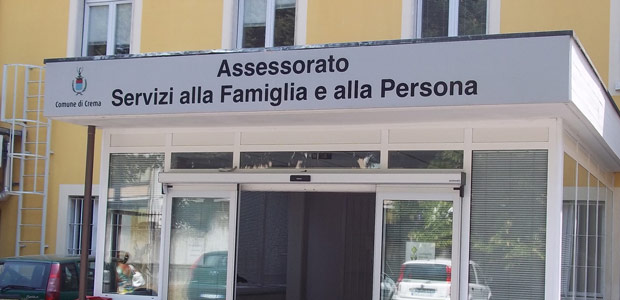 Assessorato
Servizi alla Famiglia e alla Persona
Comune di Crema